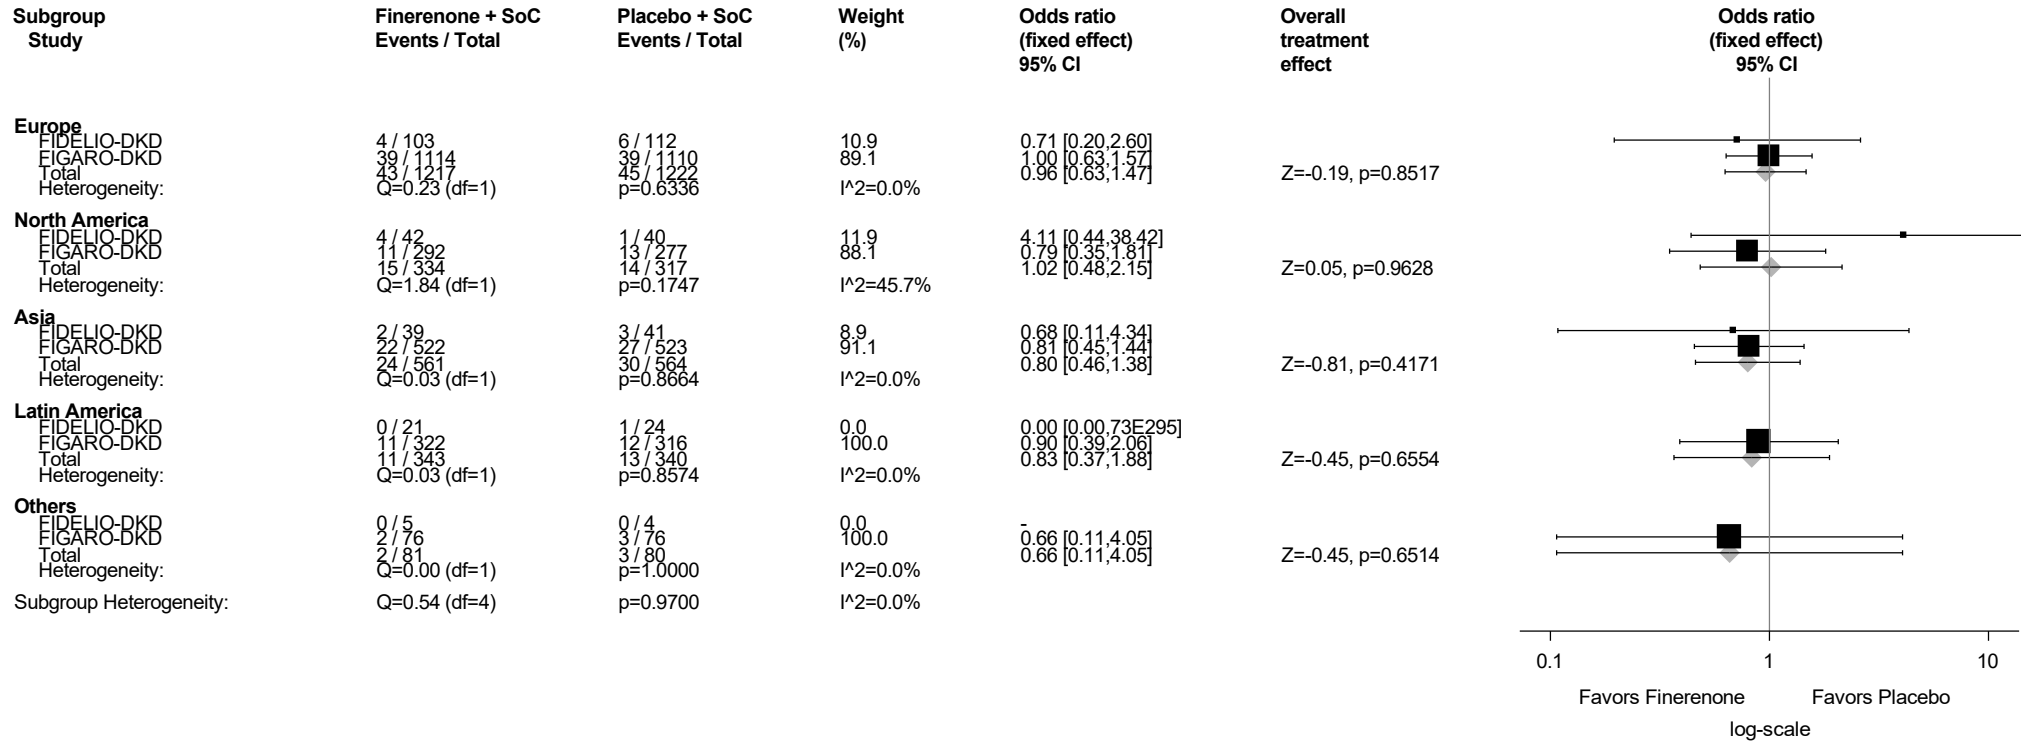 Subgroup Finerenone + SoC Placebo + SoC Weight Odds ratio Overall Odds ratio
Study Events / Total Events / Total (%) (fixed effect) treatment (fixed effect)
95% CI effect 95% CI
Europe
FIDELIO-DKD 4 / 103 6 / 112 10.9 0.71 [0.20,2.60]
FIGARO-DKD 39 / 1114 39 / 1110 89.1 1.00 [0.63,1.57]
Total 43 / 1217 45 / 1222 0.96 [0.63,1.47] Z=-0.19, p=0.8517
Heterogeneity: Q=0.23 (df=1) p=0.6336 I^2=0.0%
North America
FIDELIO-DKD 4 / 42 1 / 40 11.9 4.11 [0.44,38.42]
FIGARO-DKD 11 / 292 13 / 277 88.1 0.79 [0.35,1.81]
Total 15 / 334 14 / 317 1.02 [0.48,2.15] Z=0.05, p=0.9628
Heterogeneity: Q=1.84 (df=1) p=0.1747 I^2=45.7%
Asia
FIDELIO-DKD 2 / 39 3 / 41 8.9 0.68 [0.11,4.34]
FIGARO-DKD 22 / 522 27 / 523 91.1 0.81 [0.45,1.44]
Total 24 / 561 30 / 564 0.80 [0.46,1.38] Z=-0.81, p=0.4171
Heterogeneity: Q=0.03 (df=1) p=0.8664 I^2=0.0%
Latin America
FIDELIO-DKD 0 / 21 1 / 24 0.0 0.00 [0.00,73E295]
FIGARO-DKD 11 / 322 12 / 316 100.0 0.90 [0.39,2.06]
Total 11 / 343 13 / 340 0.83 [0.37,1.88] Z=-0.45, p=0.6554
Heterogeneity: Q=0.03 (df=1) p=0.8574 I^2=0.0%
Others
FIDELIO-DKD 0 / 5 0 / 4 0.0 -
FIGARO-DKD 2 / 76 3 / 76 100.0 0.66 [0.11,4.05]
Total 2 / 81 3 / 80 0.66 [0.11,4.05] Z=-0.45, p=0.6514
Heterogeneity: Q=0.00 (df=1) p=1.0000 I^2=0.0%
Subgroup Heterogeneity: Q=0.54 (df=4) p=0.9700 I^2=0.0%
0.1 1 10
Favors Finerenone Favors Placebo
log-scale